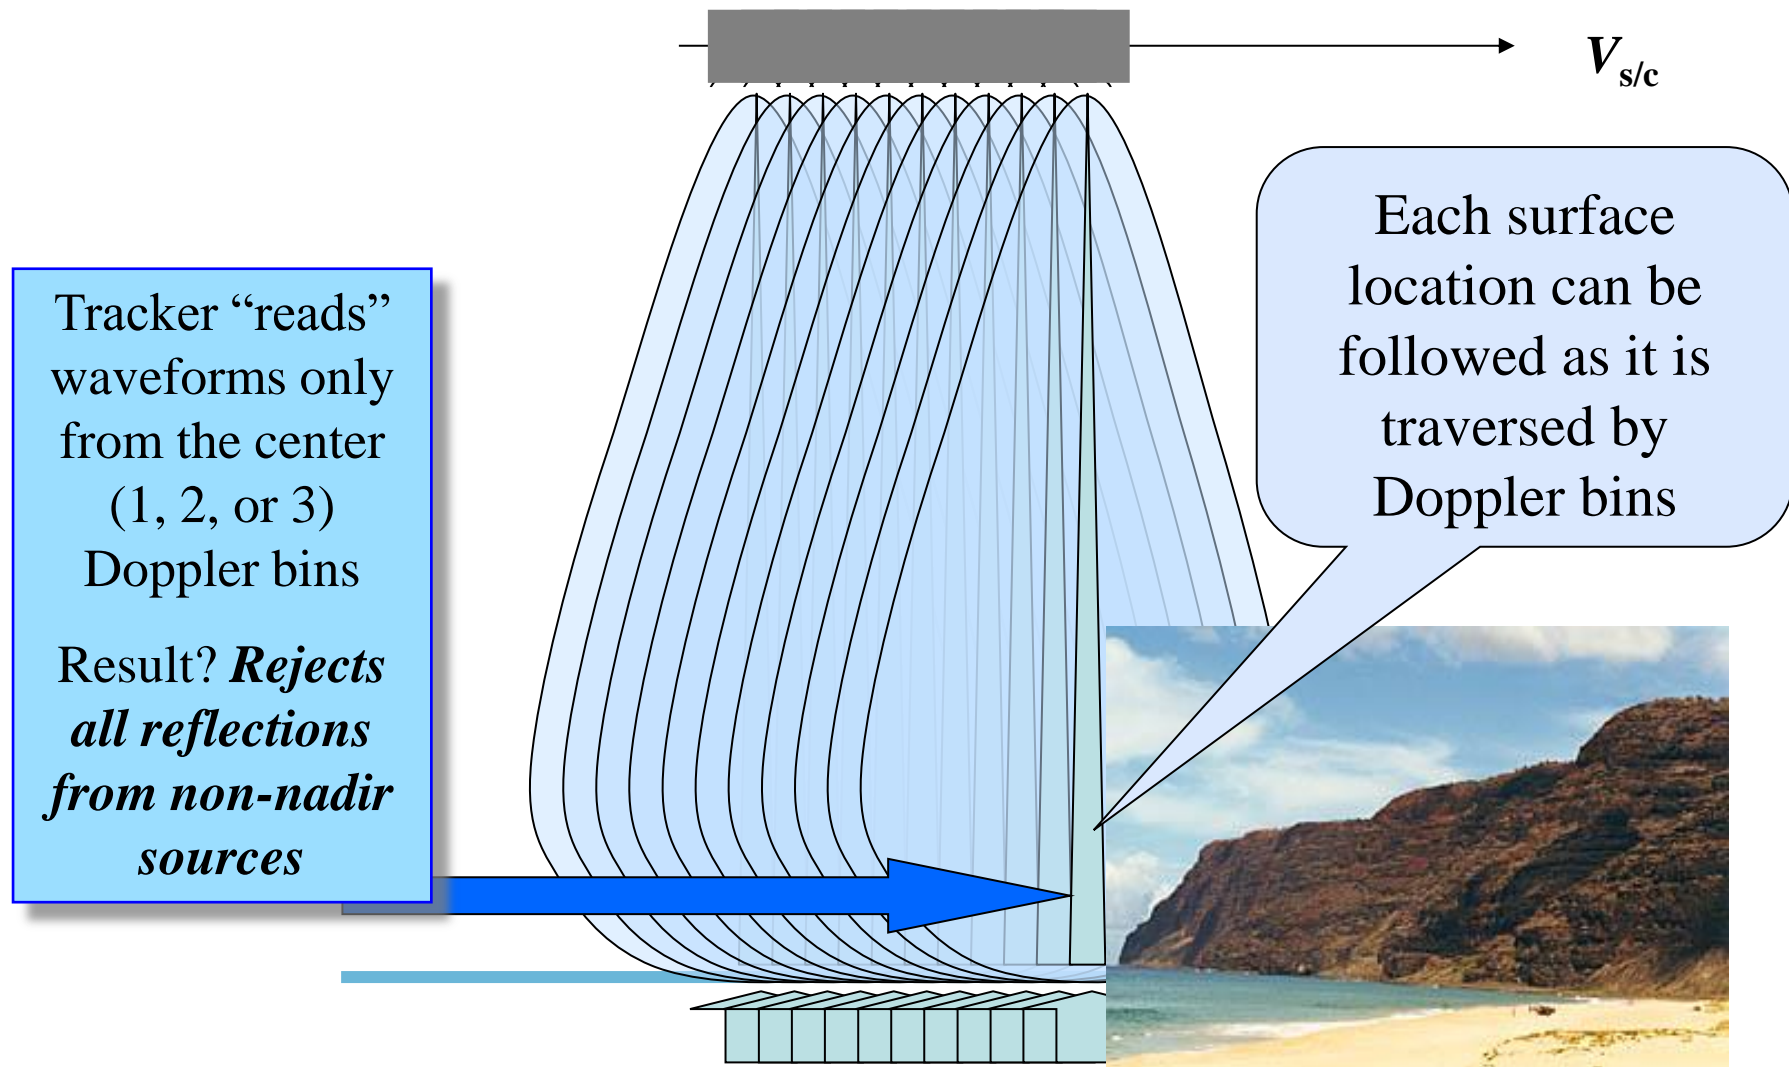 V s/c
Each surface
location can be
followed as it is
traversed by
Doppler bins
Tracker “reads”
waveforms only
from the center
(1, 2, or 3)
Doppler bins
Result? Rejects
all reflections
from non-nadir
sources